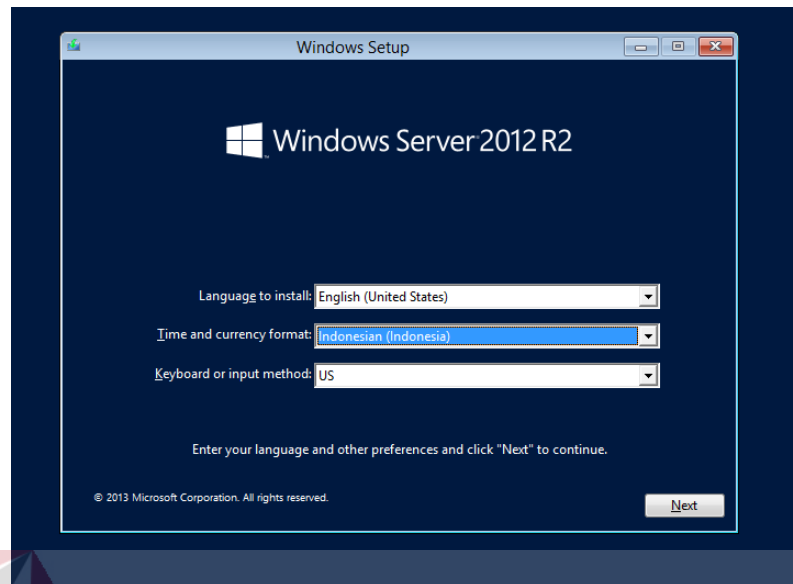 Windows Setup
Windows Server 2012 R2
Language to install: English (United States)
Time and currency format: Indonesian (Indonesia)
Keyboard or input method: US
Enter your language and other preferences and click "Next" to continue.
© 2013 Microsoft Corporation. All rights reserved.
Next